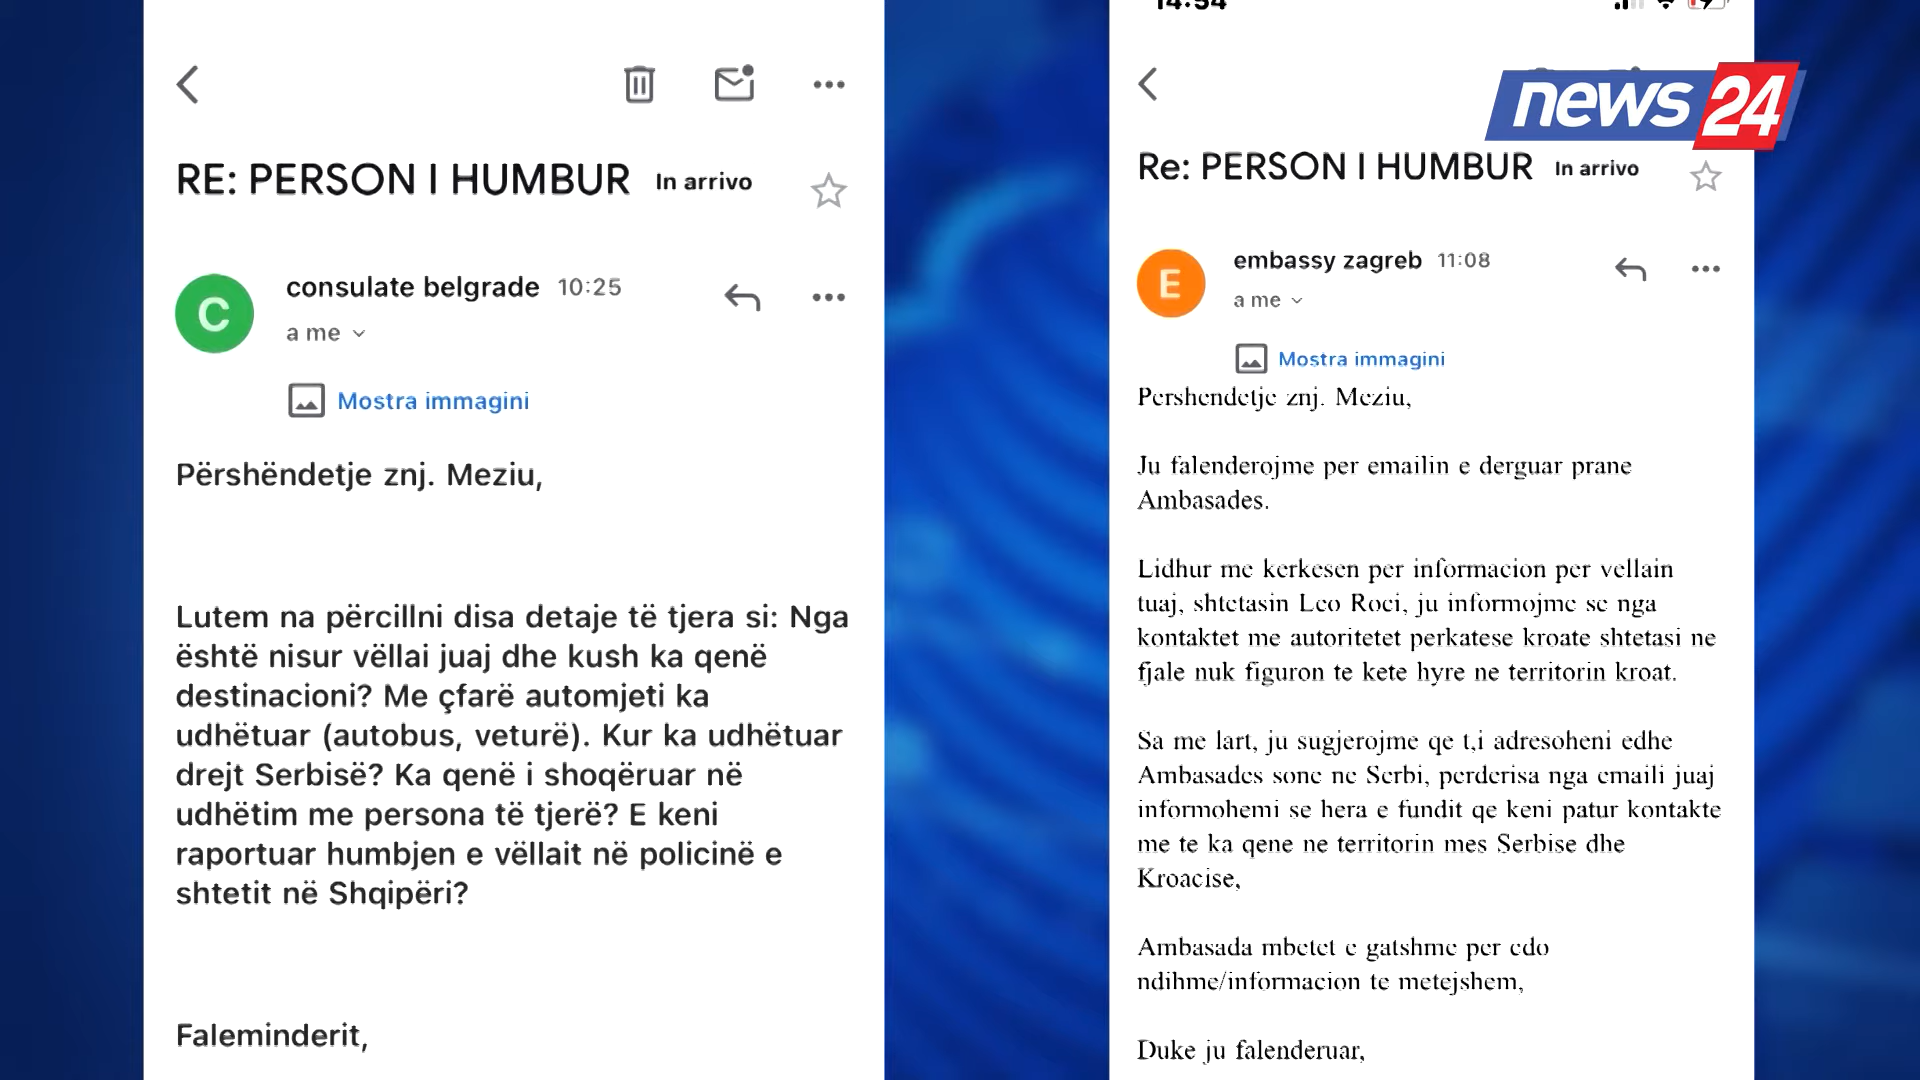 RE: PERSON I HUMBUR In arrivo
C
consulate belgrade 10:25
a me
Mostra immagini
Përshëndetje znj. Meziu,
Lutem na përcillni disa detaje të tjera si: Nga
është nisur vëllai juaj dhe kush ka qenë
destinacioni? Me çfarë automjeti ka
udhëtuar (autobus, veturë). Kur ka udhëtuar
drejt Serbisë? Ka qenë i shoqëruar në
udhëtim me persona të tjerë? E keni
raportuar humbjen e vëllait në policinë e
shtetit në Shqipëri?
Faleminderit,
14:54
news 24
Re: PERSON I HUMBUR In arrivo
E
embassy zagreb 11:08
a me
Mostra immagini
Pershendetje znj. Meziu,
Ju falenderojme per emailin e derguar prane
Ambasades.
Lidhur me kerkesen per informacion per vellain
tuaj, shtetasin Leo Roci, ju informojme se nga
kontaktet me autoritetet perkatese kroate shtetasi ne
fjale nuk figuron te kete hyre ne territorin kroat.
Sa me lart, ju sugjerojme qe t,i adresoheni edhe
Ambasades sone ne Serbi, perderisa nga emaili juaj
informohemi se hera e fundit qe keni patur kontakte
me te ka qene ne territorin mes Serbise dhe
Kroacise,
Ambasada mbetet e gatshme per cdo
ndihme/informacion te metejshem,
Duke ju falenderuar,